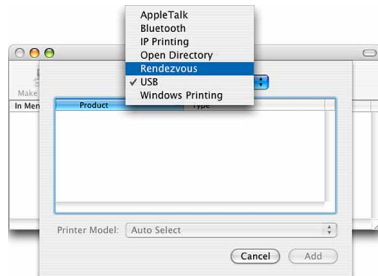 AppleTalk
Bluetooth
IP Printing
Open Directory
Rendezvous
✓ USB
Windows Printing
Make
In Men
Product
Type
Printer Model: Auto Select
Cancel Add